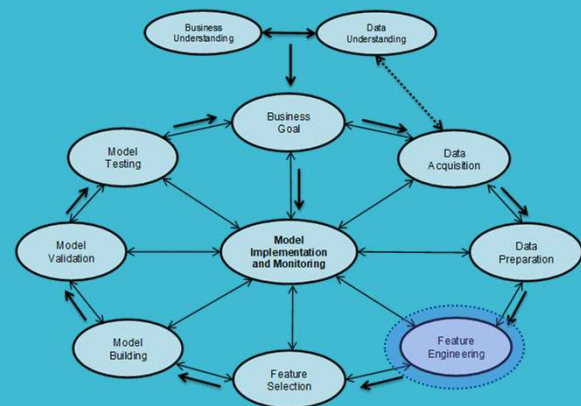 Business
Understanding
Data
Understanding
Business
Goal
Model
Testing
Data
Acquisition
Model
Implementation
and Monitoring
Model
Validation
Data
Preparation
Model
Building
Feature
Selection
Feature
Engineering